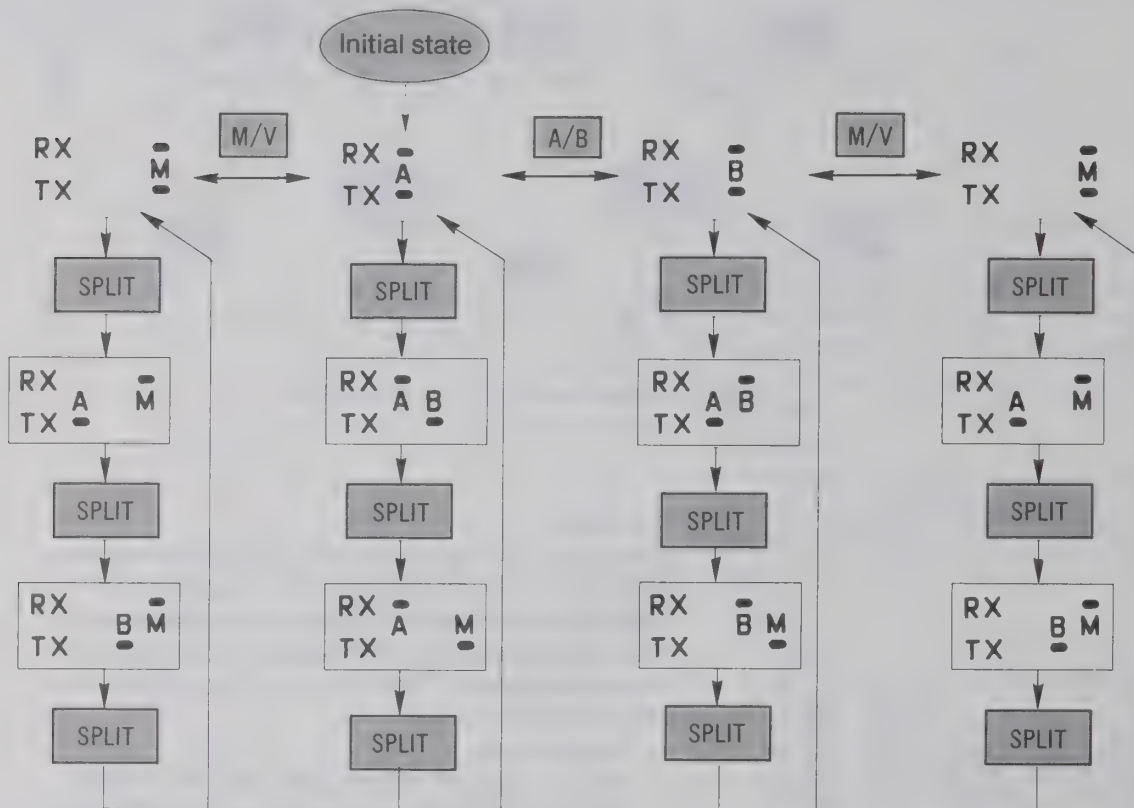 Initial state
M/V A/B M/V
RX M RX A RX B RX M
TX TX TX TX
SPLIT SPLIT SPLIT SPLIT
RX RX RX RX
A M A B A B A M
TX TX TX TX
SPLIT SPLIT SPLIT SPLIT
RX RX RX RX
B M A M B M B M
TX TX TX TX
SPLIT SPLIT SPLIT SPLIT